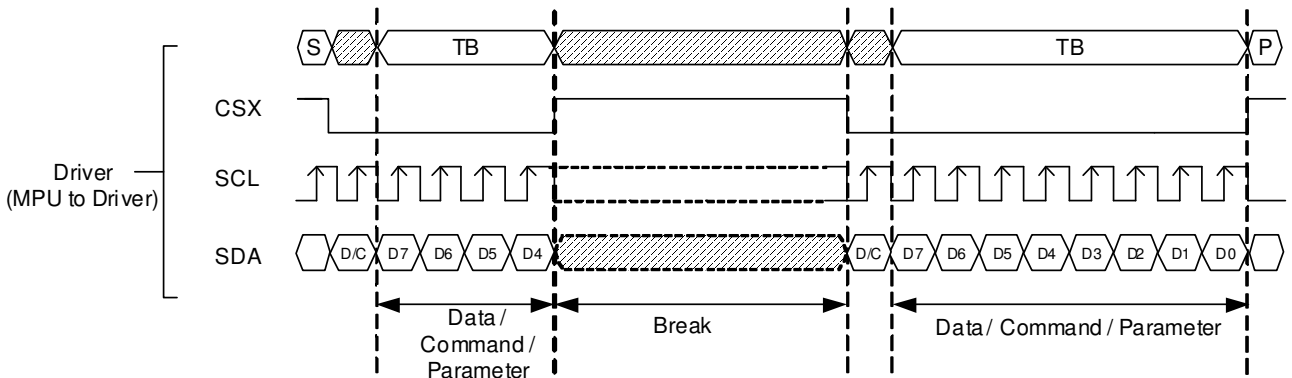 S TB TB P
CSX
Driver
(MPU to Driver)
SCL
SDA D/C D7 D6 D5 D4 D/C D7 D6 D5 D4 D3 D2 D1 D0
Data /
Command /
Parameter
Break
Data / Command / Parameter